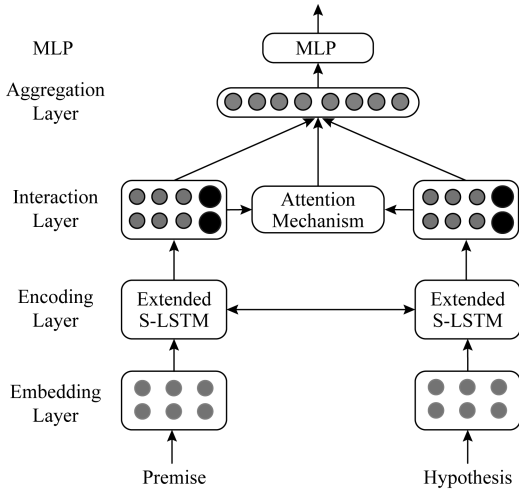 MLP
MLP
Aggregation
Layer
Interaction
Layer
Attention
Mechanism
Encoding
Layer
Extended
S-LSTM
Extended
S-LSTM
Embedding
Layer
Premise
Hypothesis